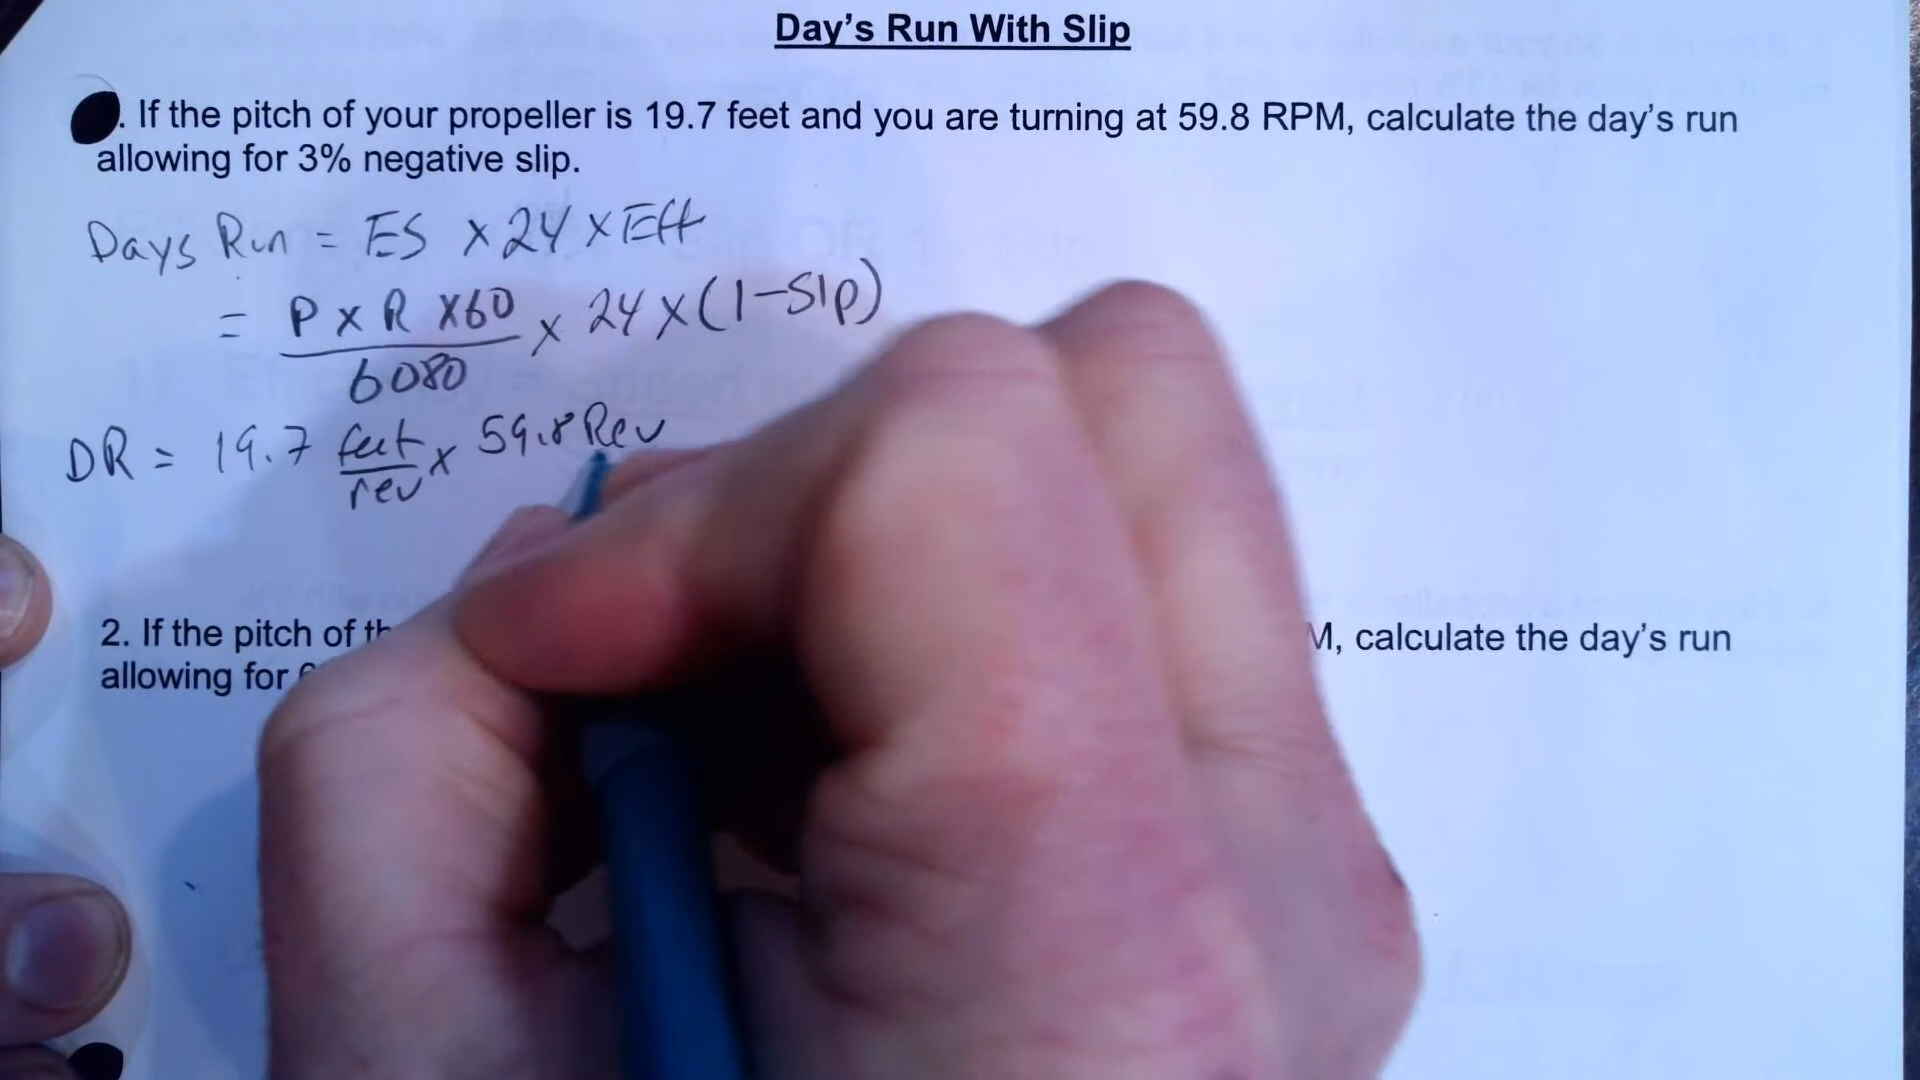 Day's Run With Slip
. If the pitch of your propeller is 19.7 feet and you are turning at 59.8 RPM, calculate the day's run
allowing for 3% negative slip.
Days Run = ES x 24 x Eff
= P x R x60 x 24 x (1-Slp)
6080
DR = 19.7 feet x 59.8 Rev
rev
2. If the pitch of M, calculate the day's run
allowing for